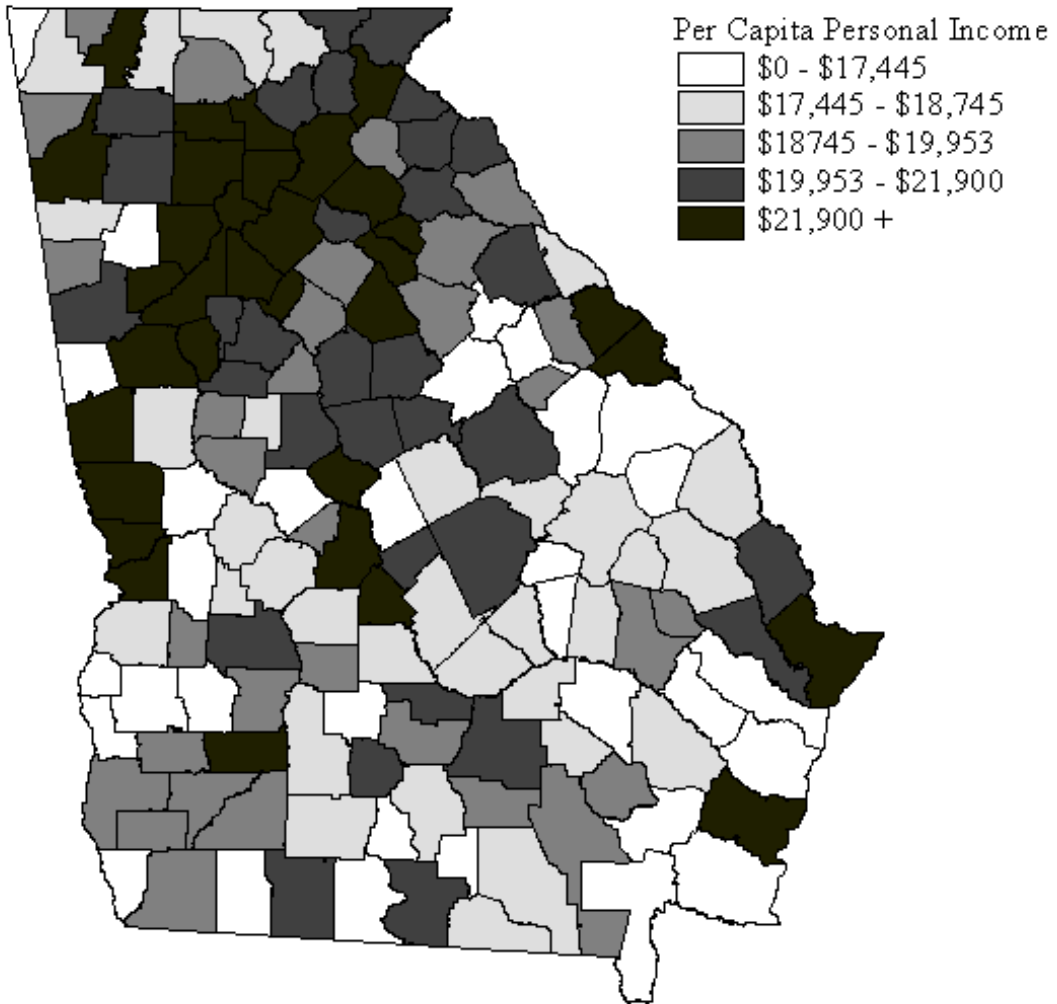 Per Capita Personal Income
$0 - $17,445
$17,445 - $18,745
$18745 - $19,953
$19,953 - $21,900
$21,900 +